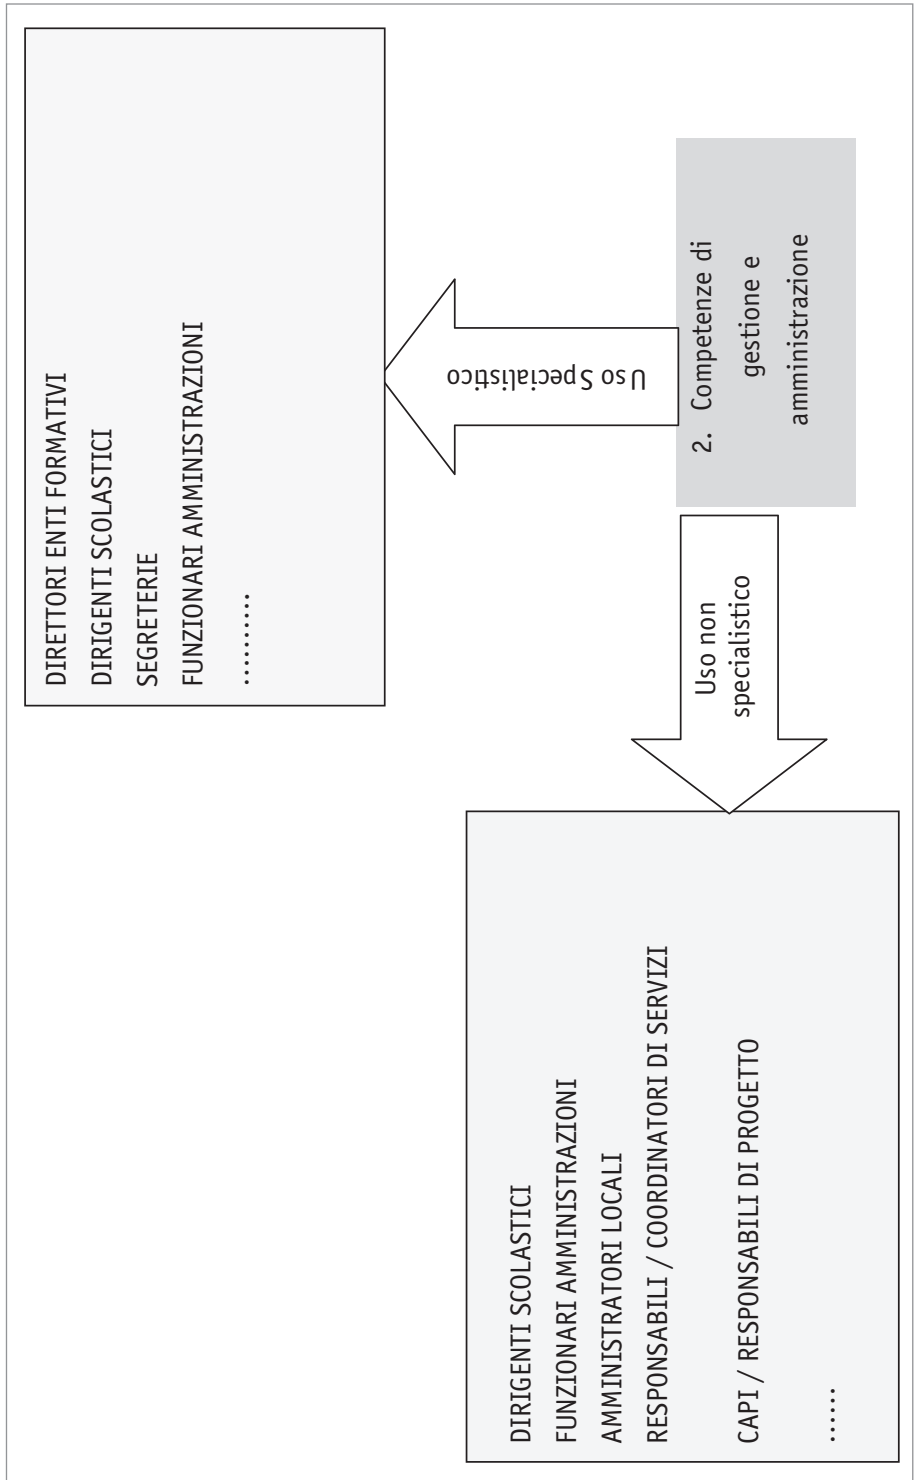 DIRETTORI ENTI FORMATIVI
DIRIGENTI SCOLASTICI
SEGRETERIE
FUNZIONARI AMMINISTRAZIONI
..........
Uso Specialistico
2. Competenze di
gestione e
amministrazione
Uso non
specialistico
DIRIGENTI SCOLASTICI
FUNZIONARI AMMINISTRAZIONI
AMMINISTRATORI LOCALI
RESPONSABILI / COORDINATORI DI SERVIZI
CAPI / RESPONSABILI DI PROGETTO
......